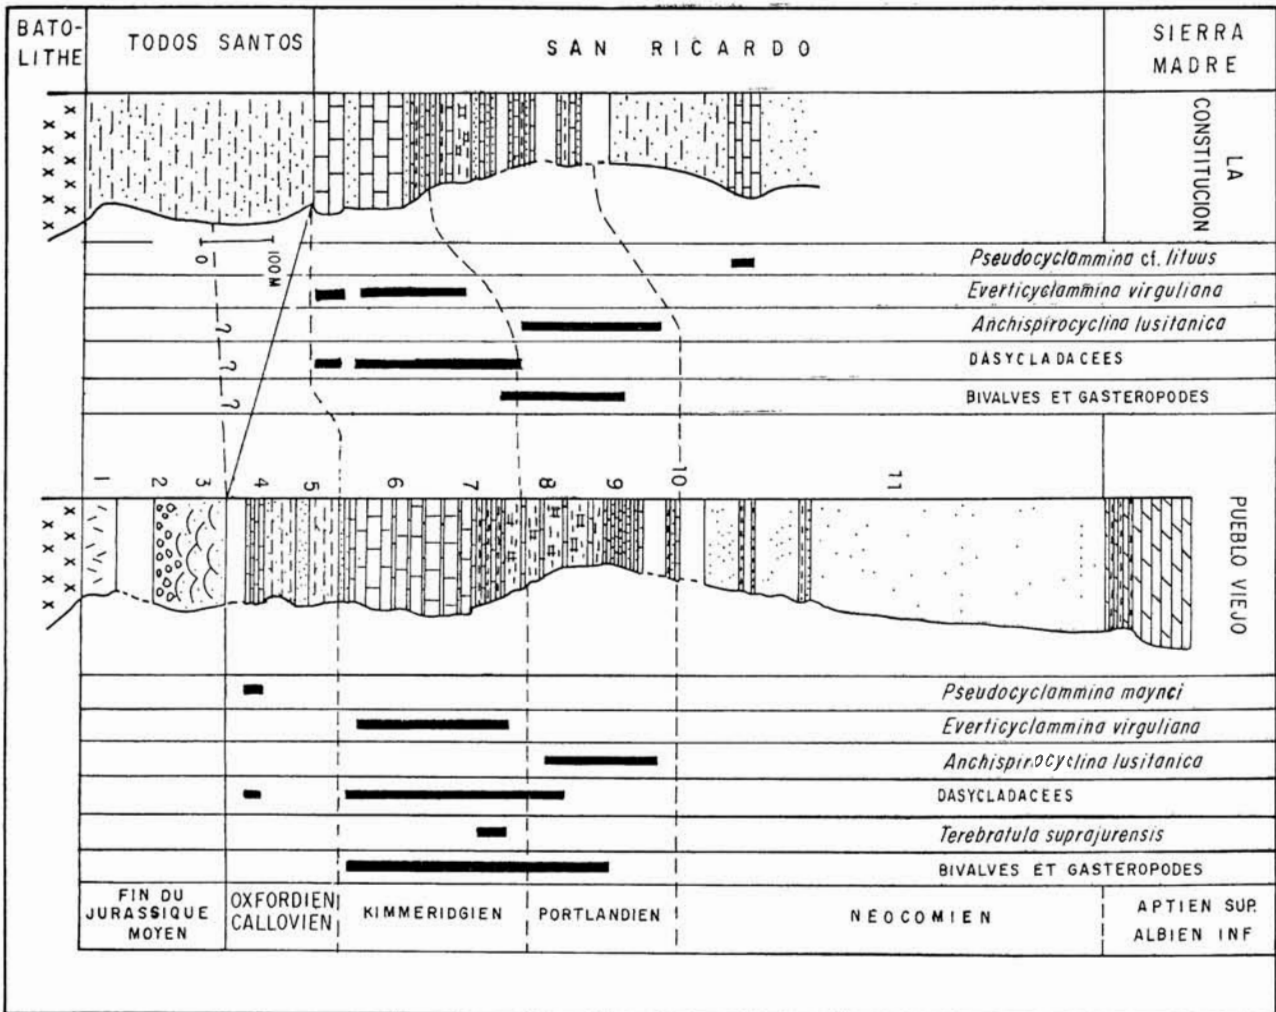 BATO-
LITHE
TODOS SANTOS
SAN RICARDO
SIERRA
MADRE
LA
CONSTITUCION
0 100M
Pseudocyclammina cf. lituus
Everticyclammina virguliana
Anchispirocyclina lusitanica
DASYCLADACEES
BIVALVES ET GASTEROPODES
?
?
?
1 2 3 4 5 6 7 8 9 10 11
PUEBLO VIEJO
Pseudocyclammina maynci
Everticyclammina virguliana
Anchispirocyclina lusitanica
DASYCLADACEES
Terebratula suprajurensis
BIVALVES ET GASTEROPODES
FIN DU
JURASSIQUE
MOYEN
OXFORDIEN
CALLOVIEN
KIMMERIDGIEN
PORTLANDIEN
NEOCOMIEN
APTIEN SUP.
ALBIEN INF